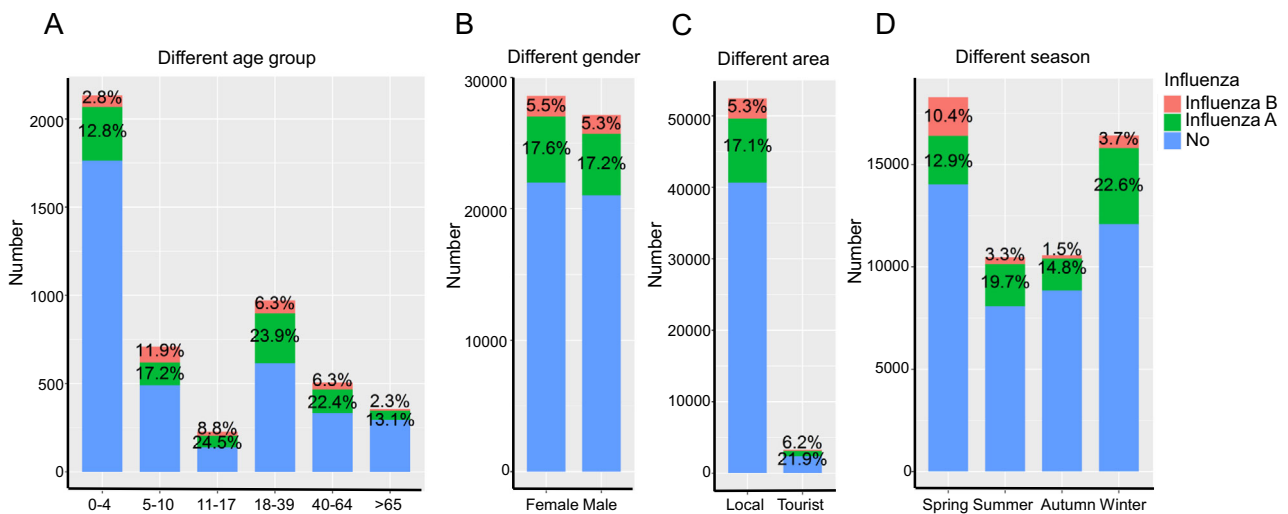 A
Different age group
Number
2000
1500
1000
500
0
2.8%
12.8%
11.9%
17.2%
8.8%
24.5%
6.3%
23.9%
6.3%
22.4%
2.3%
13.1%
0-4 5-10 11-17 18-39 40-64 >65
B
Different gender
Number
30000
20000
10000
0
5.5%
17.6%
5.3%
17.2%
Female Male
C
Different area
Number
50000
40000
30000
20000
10000
0
5.3%
17.1%
6.2%
21.9%
Local Tourist
D
Different season
Number
15000
10000
5000
0
10.4%
12.9%
3.3%
19.7%
1.5%
14.8%
3.7%
22.6%
Spring Summer Autumn Winter
Influenza
Influenza B
Influenza A
No